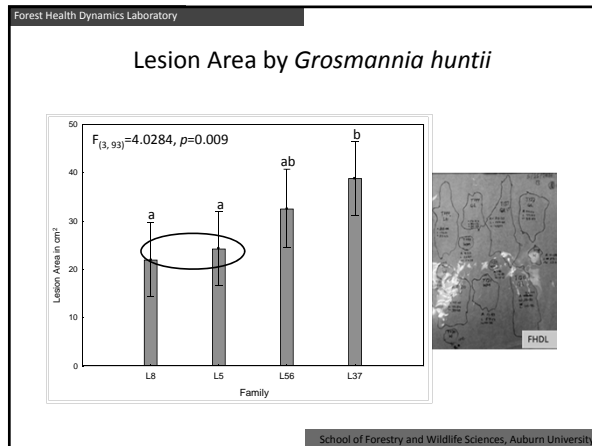 Forest Health Dynamics Laboratory
Lesion Area by Grosmannia huntii
F(3, 93)=4.0284, p=0.009
50
40
30
20
10
0
Lesion Area in cm2
a
a
ab
b
L8
L5
L56
L37
Family
FHDL
School of Forestry and Wildlife Sciences, Auburn University